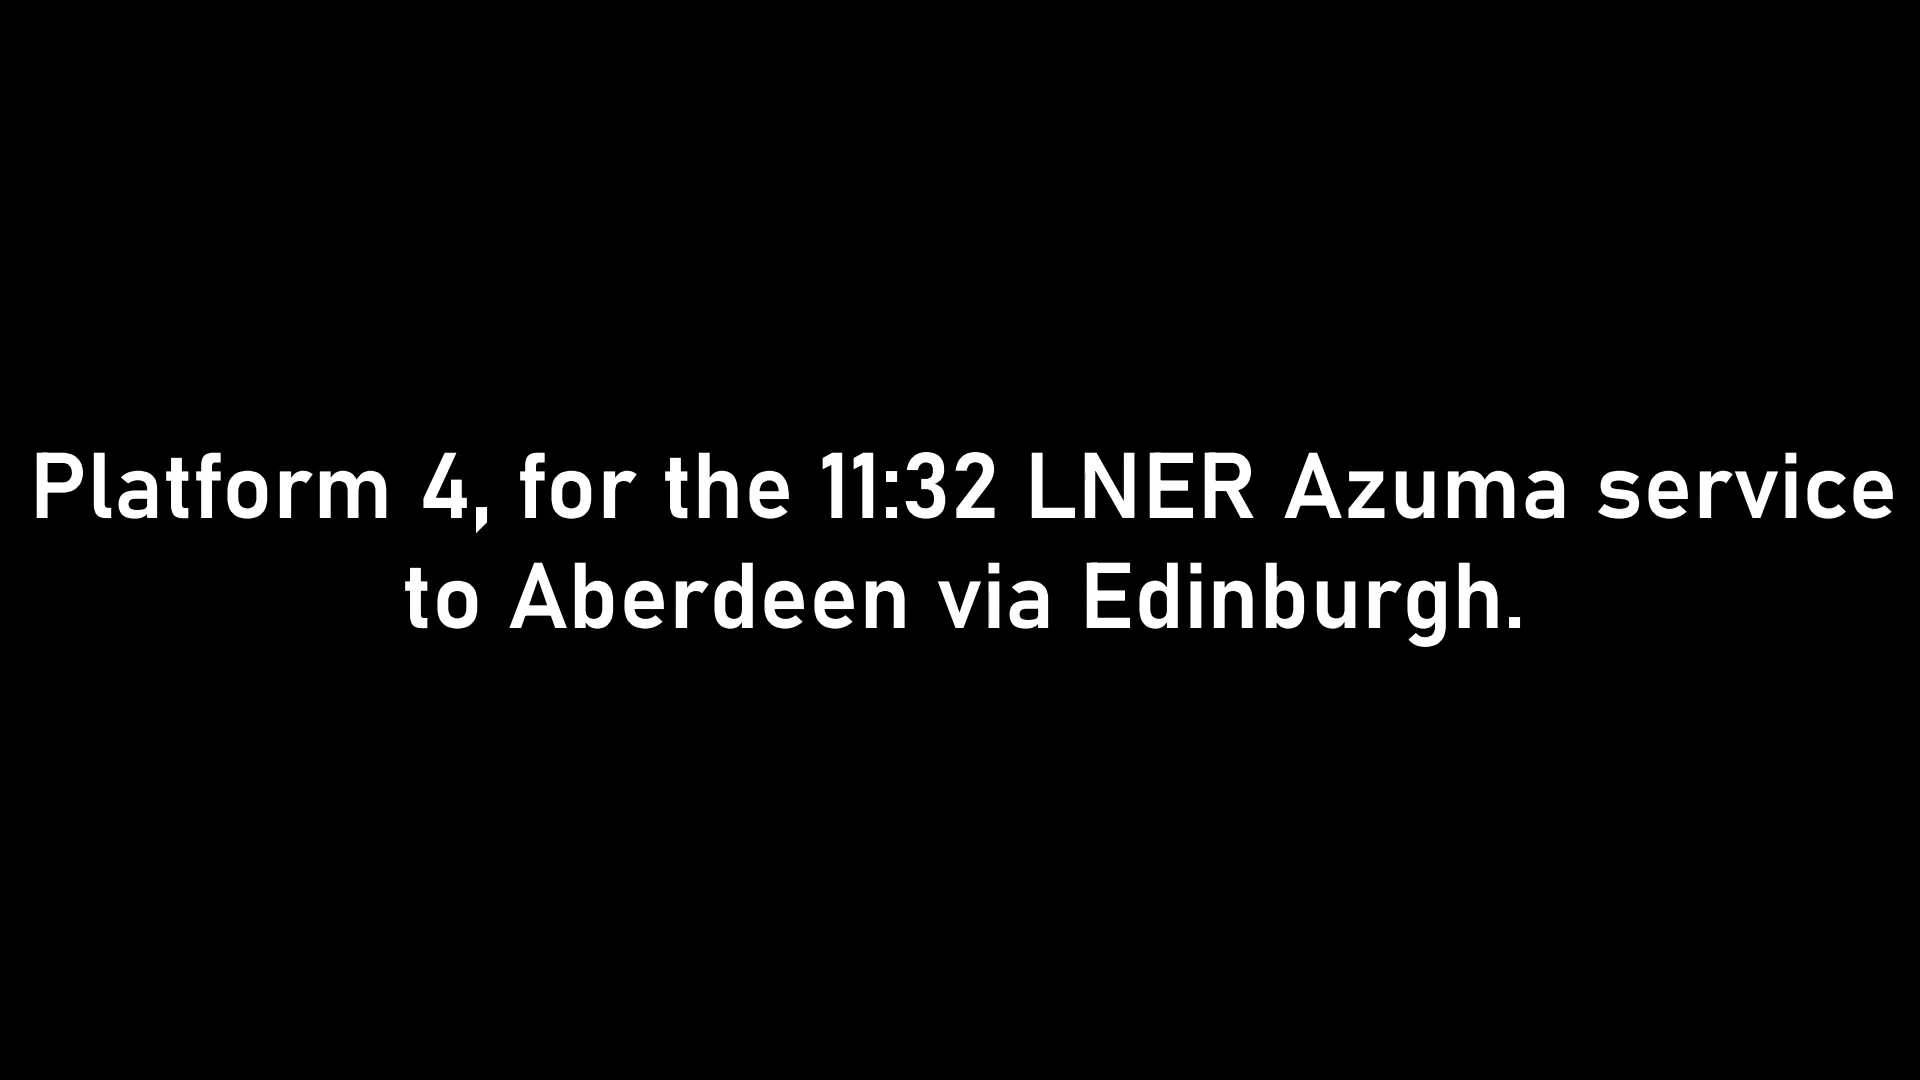 Platform 4, for the 11:32 LNER Azuma service
to Aberdeen via Edinburgh.